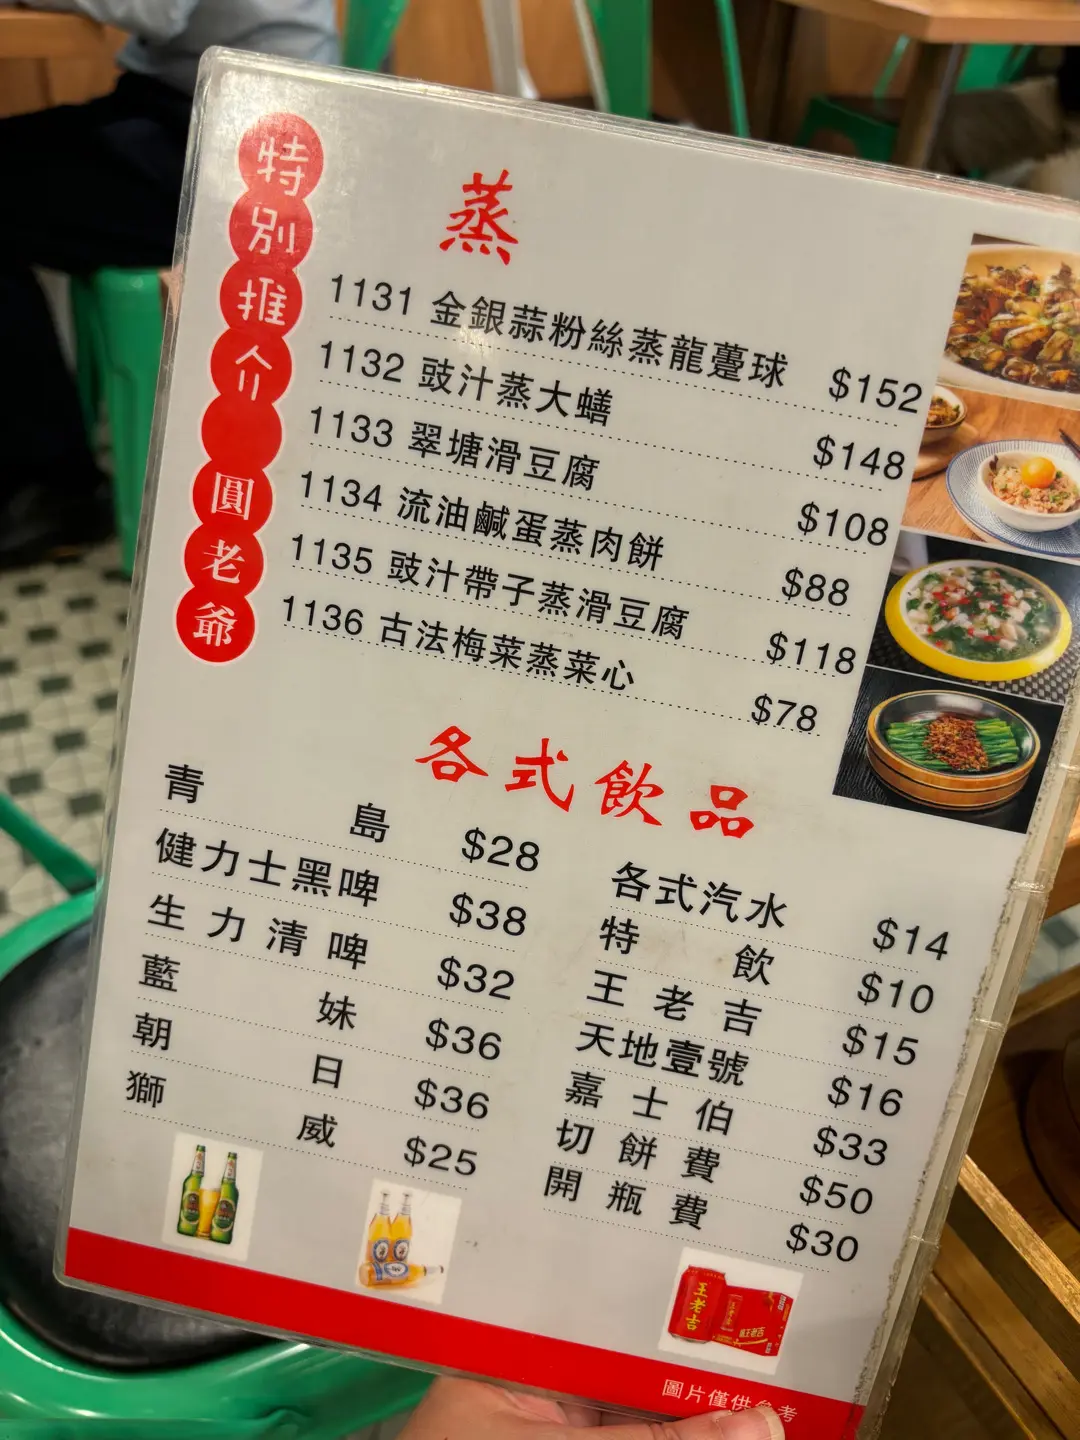 特別推介
圓老爺
蒸
1131 金銀蒜粉絲蒸龍躉球 $152
1132 豉汁蒸大鱔 $148
1133 翠塘滑豆腐 $108
1134 流油鹹蛋蒸肉餅 $88
1135 豉汁帶子蒸滑豆腐 $118
1136 古法梅菜蒸菜心 $78
各式飲品
青島 $28
健力士黑啤 $38
生力清啤 $32
藍妹 $36
朝日 $36
獅威 $25
各式汽水 $14
特飲 $10
王老吉 $15
天地壹號 $16
嘉士伯 $33
切餅費 $50
開瓶費 $30
王老吉
圖片僅供參考